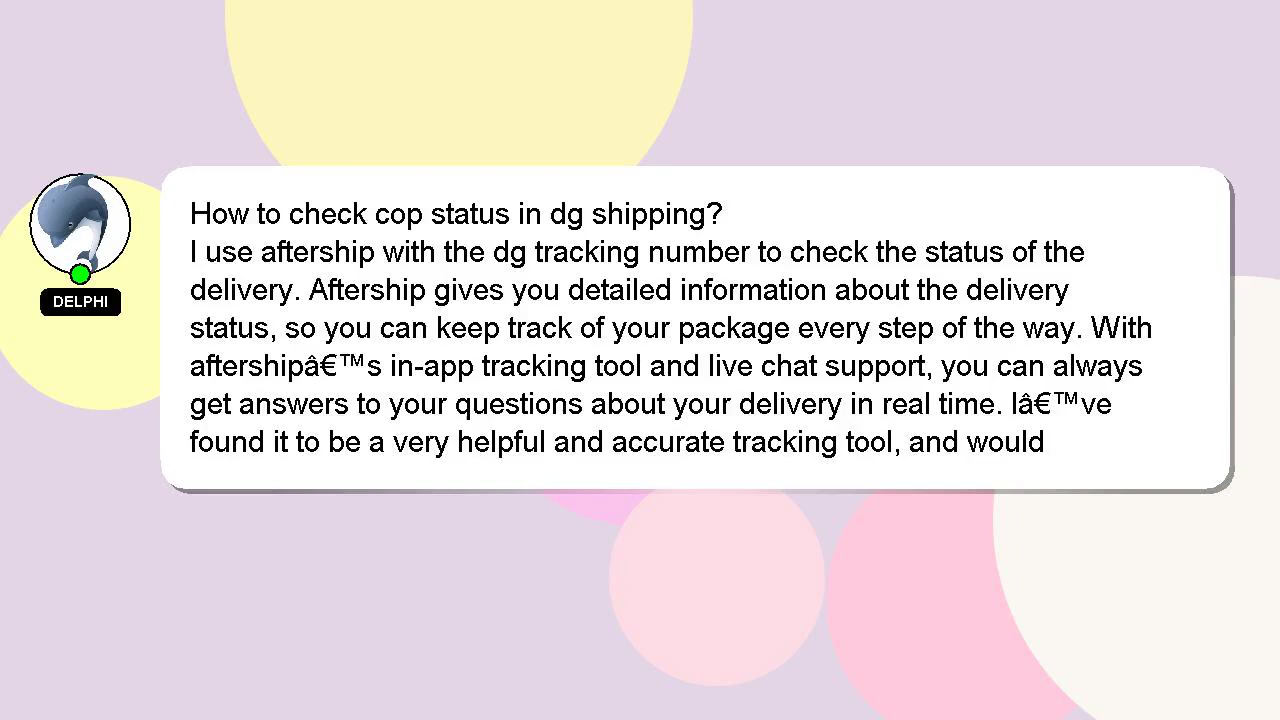 How to check cop status in dg shipping?
I use aftership with the dg tracking number to check the status of the
delivery. Aftership gives you detailed information about the delivery
status, so you can keep track of your package every step of the way. With
aftershipâ€™s in-app tracking tool and live chat support, you can always
get answers to your questions about your delivery in real time. Iâ€™ve
found it to be a very helpful and accurate tracking tool, and would
DELPHI